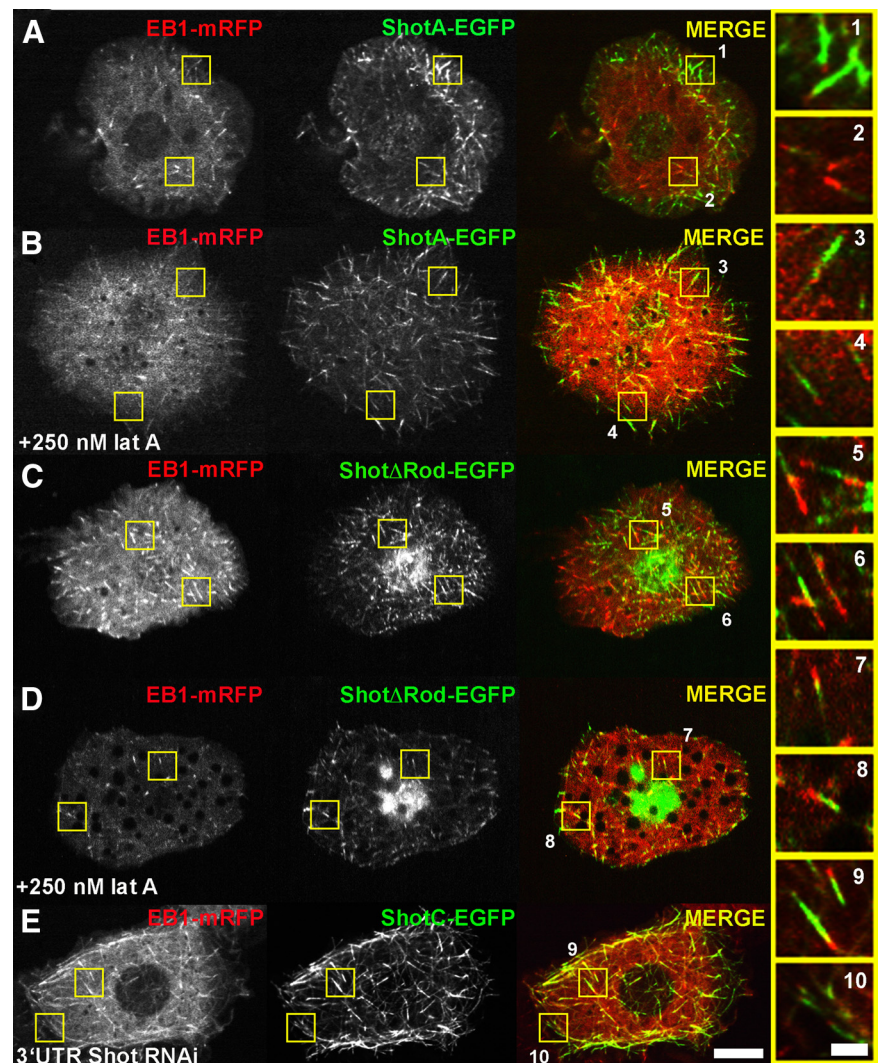 A EB1-mRFP ShotA-EGFP MERGE
1
2
B EB1-mRFP ShotA-EGFP MERGE
3
4
+250 nM lat A
C EB1-mRFP ShotΔRod-EGFP MERGE
5
6
D EB1-mRFP ShotΔRod-EGFP MERGE
7
8
+250 nM lat A
E EB1-mRFP ShotC-EGFP MERGE
9
10
3'UTR Shot RNAi
1
2
3
4
5
6
7
8
9
10